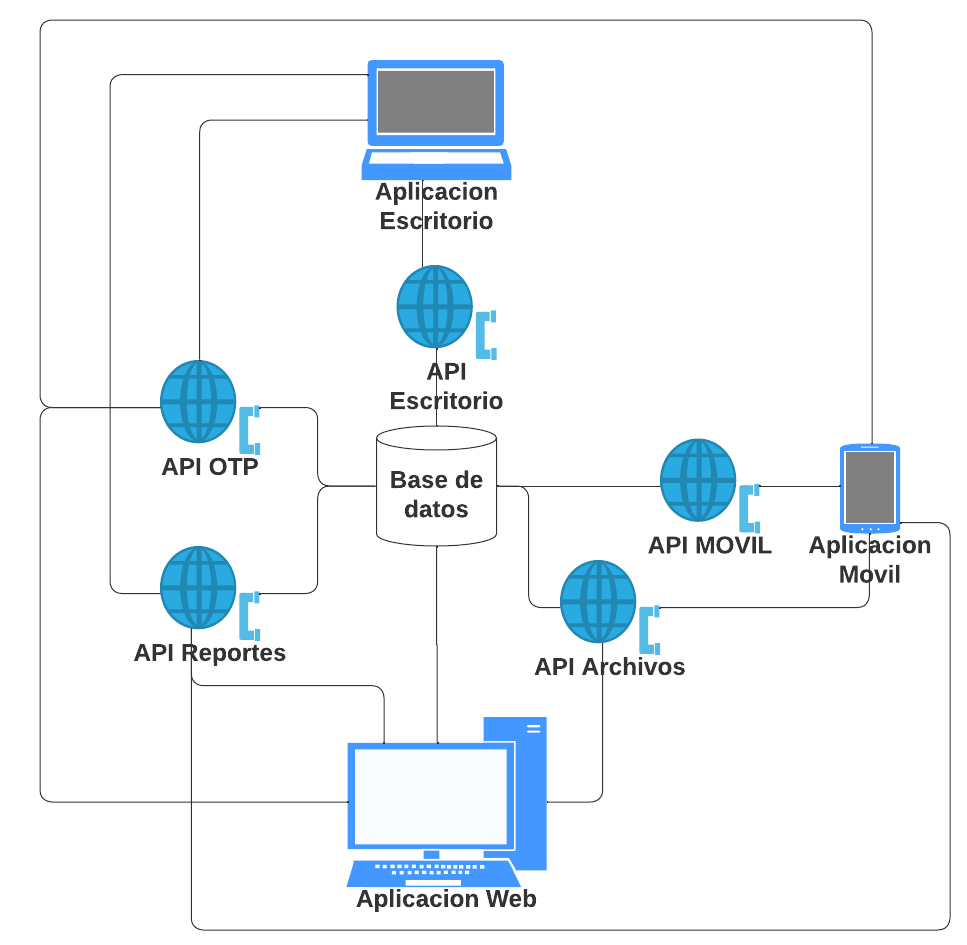 Aplicacion
Escritorio
API
Escritorio
API OTP
Base de
datos
API MOVIL
Aplicacion
Movil
API Reportes
API Archivos
Aplicacion Web